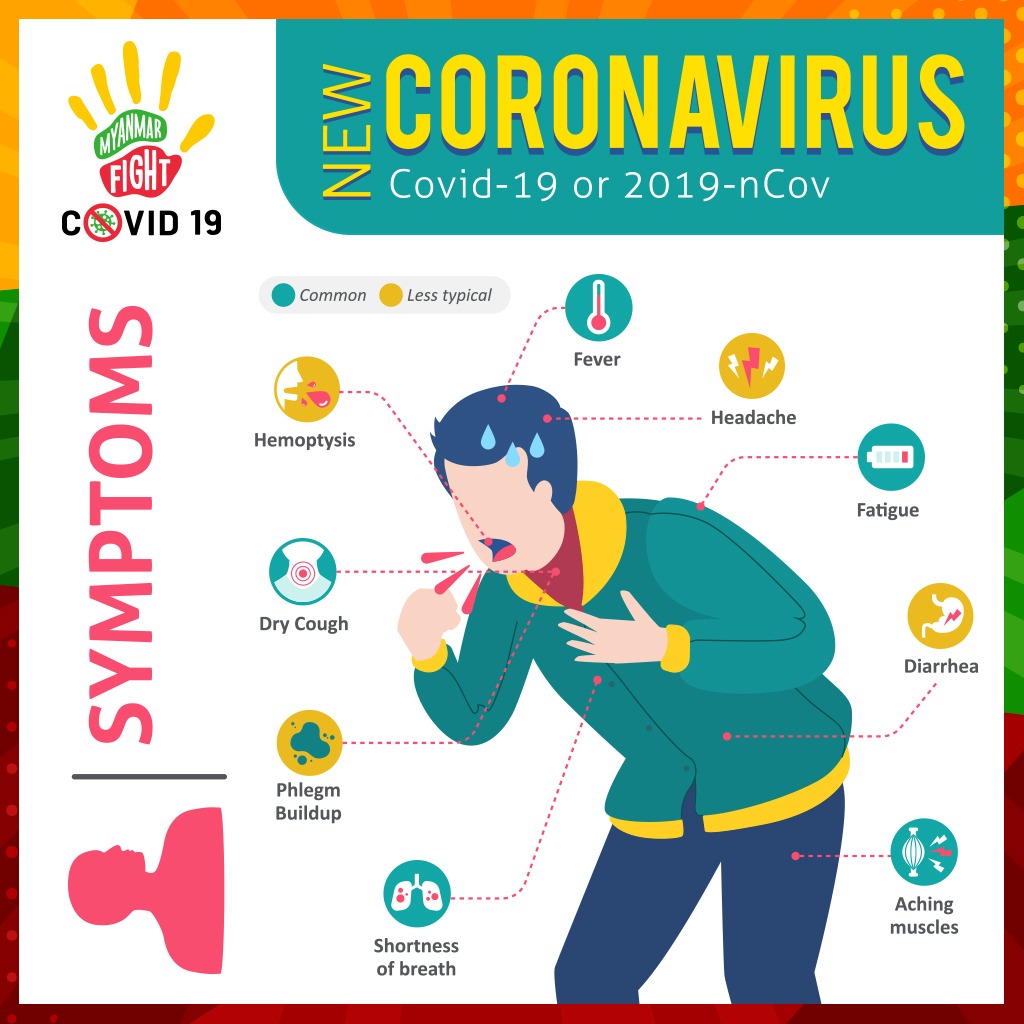 MYANMAR
FIGHT
COVID 19
NEW
CORONAVIRUS
Covid-19 or 2019-nCov
SYMPTOMS
Common
Less typical
Fever
Headache
Hemoptysis
Fatigue
Dry Cough
Diarrhea
Phlegm
Buildup
Aching
muscles
Shortness
of breath